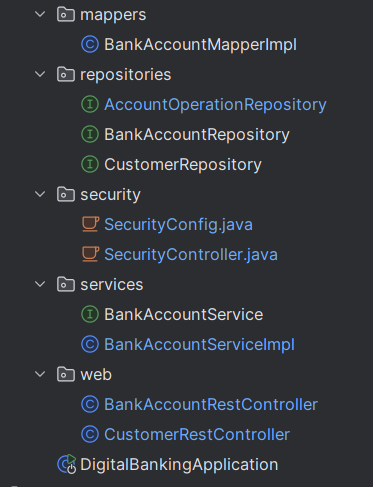 mappers
BankAccountMapperImpl
repositories
AccountOperationRepository
BankAccountRepository
CustomerRepository
security
SecurityConfig.java
SecurityController.java
services
BankAccountService
BankAccountServiceImpl
web
BankAccountRestController
CustomerRestController
DigitalBankingApplication